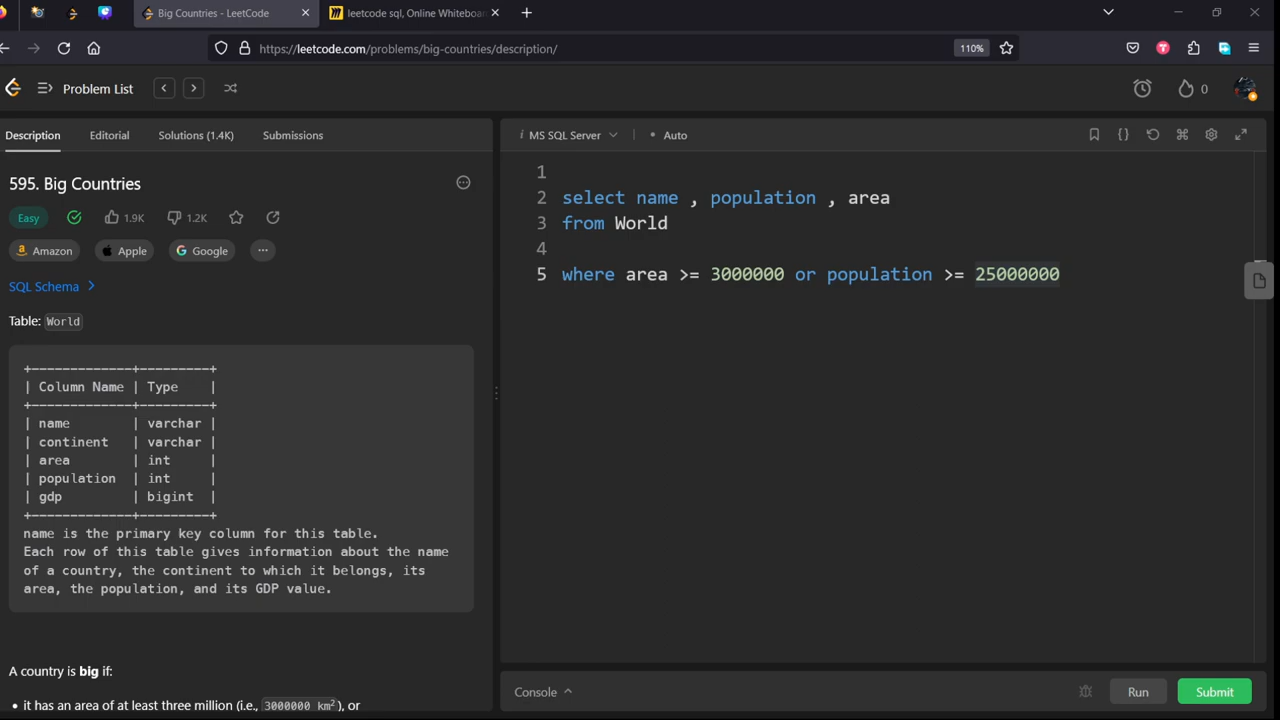 Big Countries - LeetCode
leetcode sql, Online Whiteboar
https://leetcode.com/problems/big-countries/description/
110%
Problem List
0
Description Editorial Solutions (1.4K) Submissions
MS SQL Server
Auto
595. Big Countries
Easy 1.9K 1.2K
Amazon Apple Google
SQL Schema
Table: World
+-------------+---------+
| Column Name | Type    |
+-------------+---------+
| name        | varchar |
| continent   | varchar |
| area        | int     |
| population  | int     |
| gdp         | bigint  |
+-------------+---------+
name is the primary key column for this table.
Each row of this table gives information about the name
of a country, the continent to which it belongs, its
area, the population, and its GDP value.
A country is big if:
• it has an area of at least three million (i.e., 3000000 km²), or
1
2 select name , population , area
3 from World
4
5 where area >= 3000000 or population >= 25000000
Console
Run
Submit